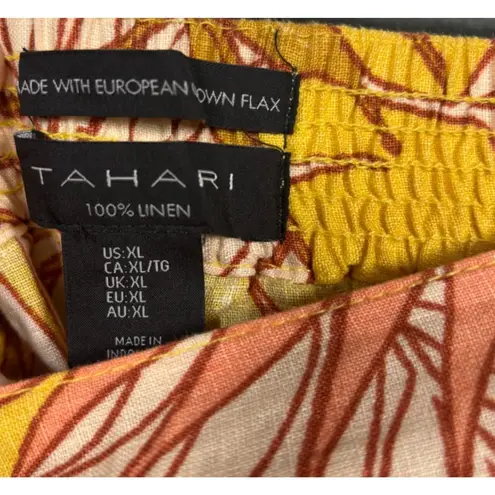 MADE WITH EUROPEAN OWN FLAX
TAHARI
100% LINEN
US:XL
CA:XL/TG
UK:XL
EU:XL
AU:XL
MADE IN